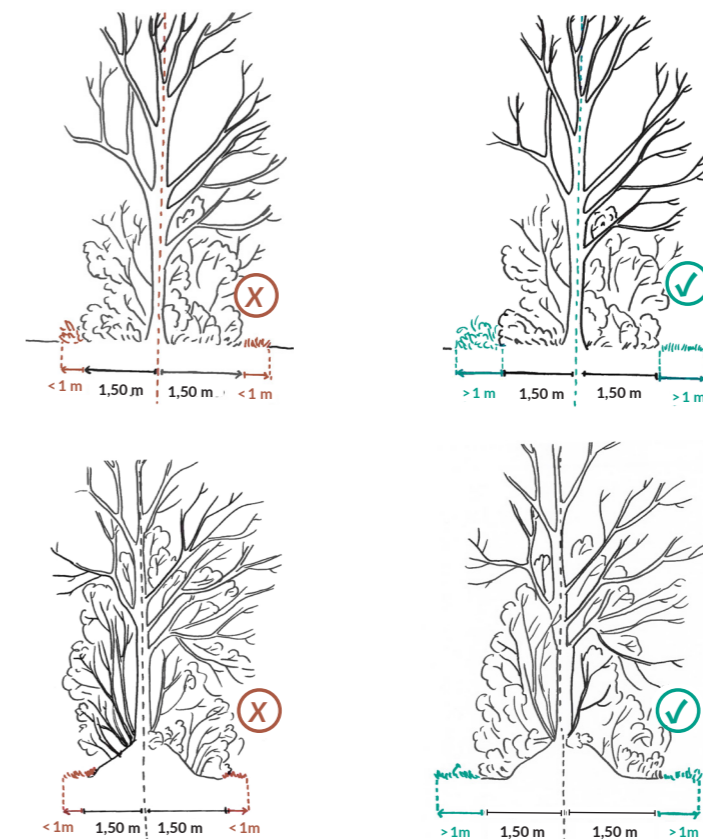 X
✓
< 1 m 1,50 m 1,50 m < 1 m
> 1 m 1,50 m 1,50 m > 1 m
X
✓
< 1m 1,50 m 1,50 m < 1m
> 1m 1,50 m 1,50 m > 1m